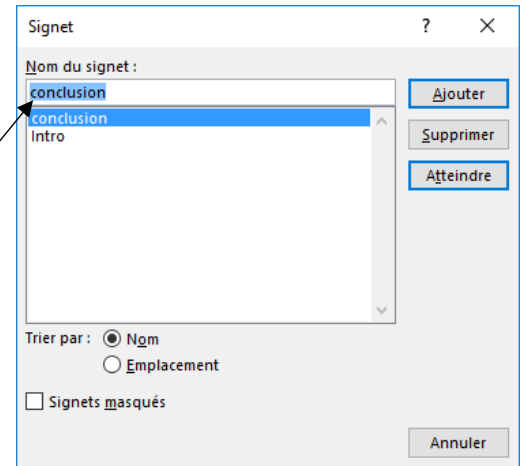 Signet ? ✕
Nom du signet :
conclusion
Ajouter
conclusion
Intro
Supprimer
Atteindre
Trier par : Nom
Emplacement
Signets masqués
Annuler